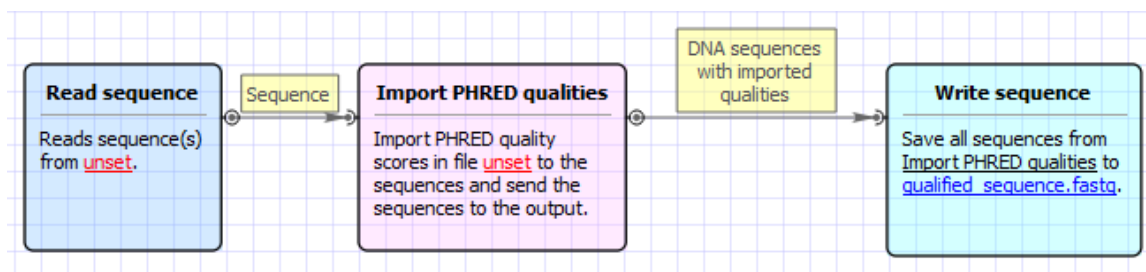 Read sequence
Reads sequence(s)
from unset.
Sequence
Import PHRED qualities
Import PHRED quality
scores in file unset to the
sequences and send the
sequences to the output.
DNA sequences
with imported
qualities
Write sequence
Save all sequences from
Import PHRED qualities to
qualified_sequence.fastq.